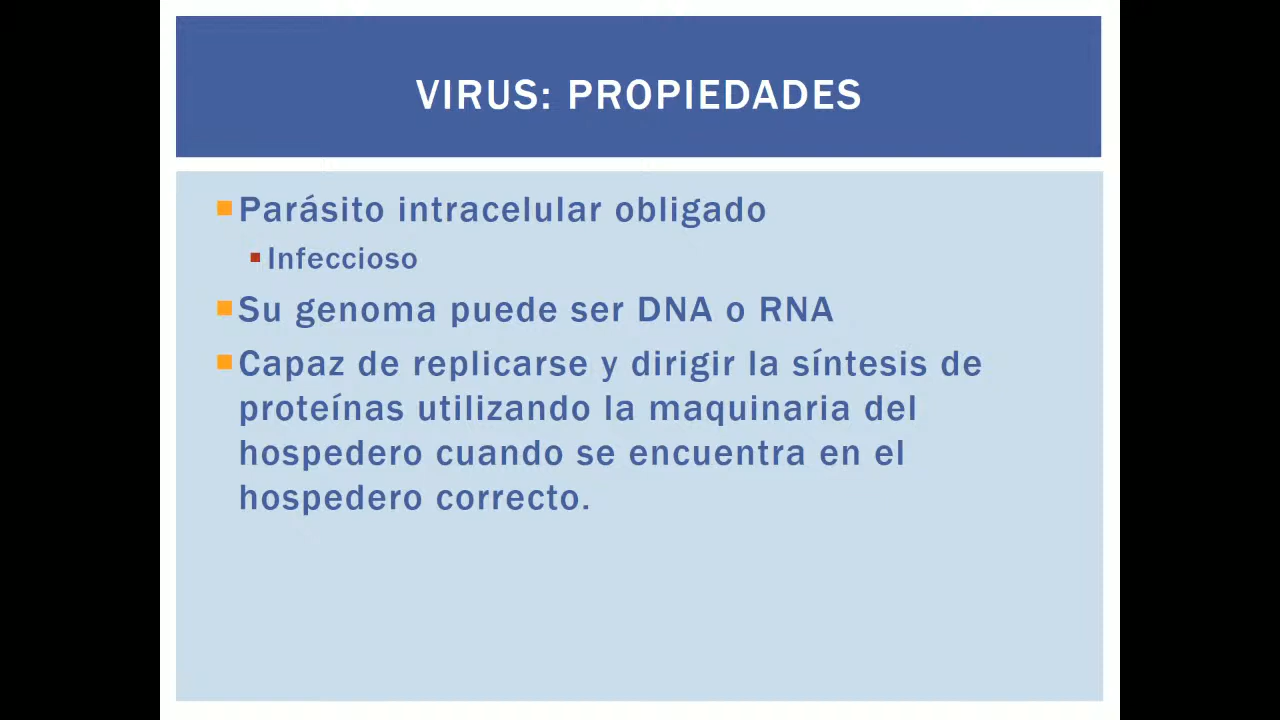 VIRUS: PROPIEDADES
Parásito intracelular obligado
Infeccioso
Su genoma puede ser DNA o RNA
Capaz de replicarse y dirigir la síntesis de
proteínas utilizando la maquinaria del
hospedero cuando se encuentra en el
hospedero correcto.